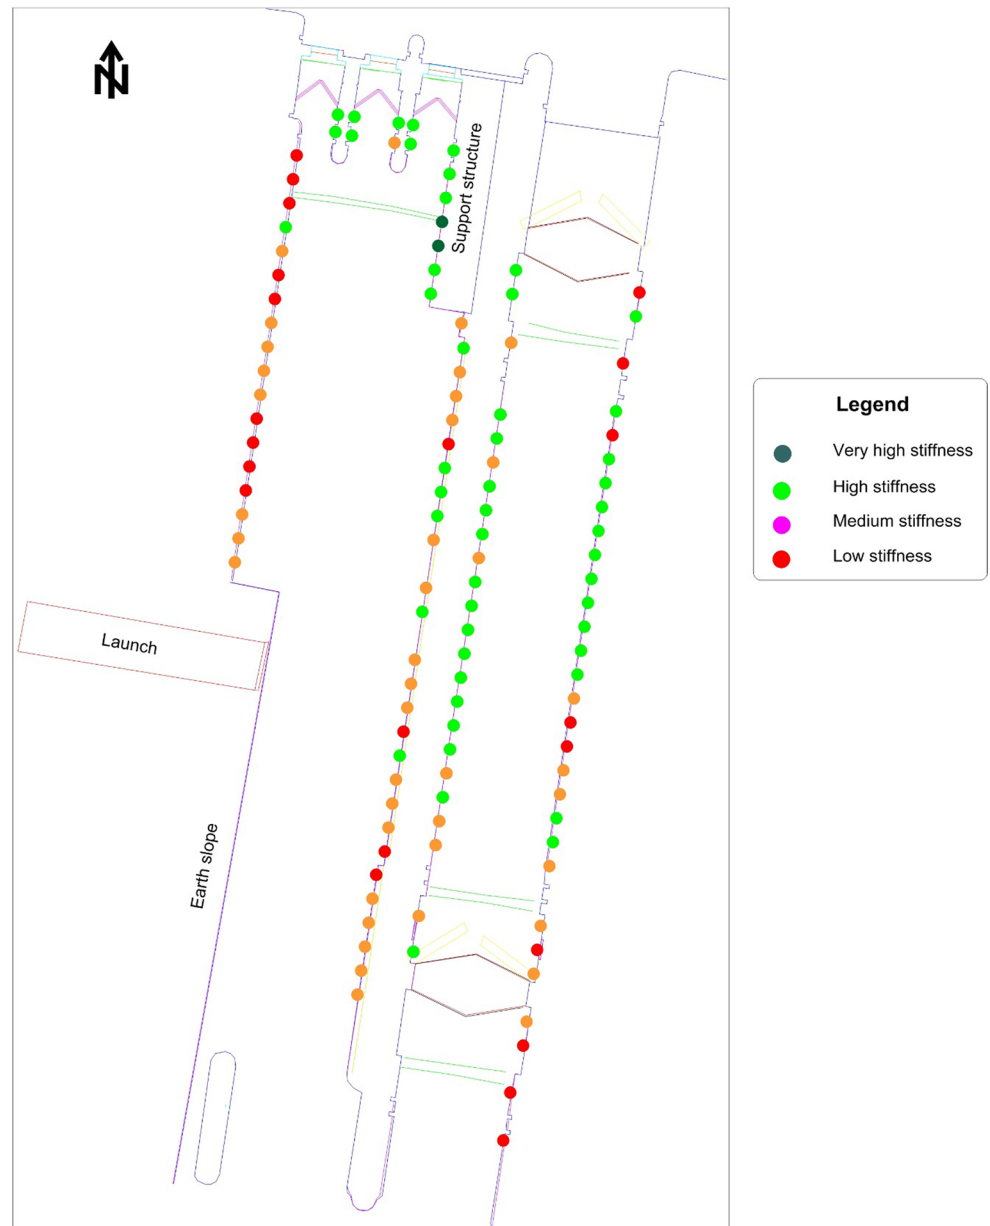 N
Support structure
Launch
Earth slope
Legend
Very high stiffness
High stiffness
Medium stiffness
Low stiffness